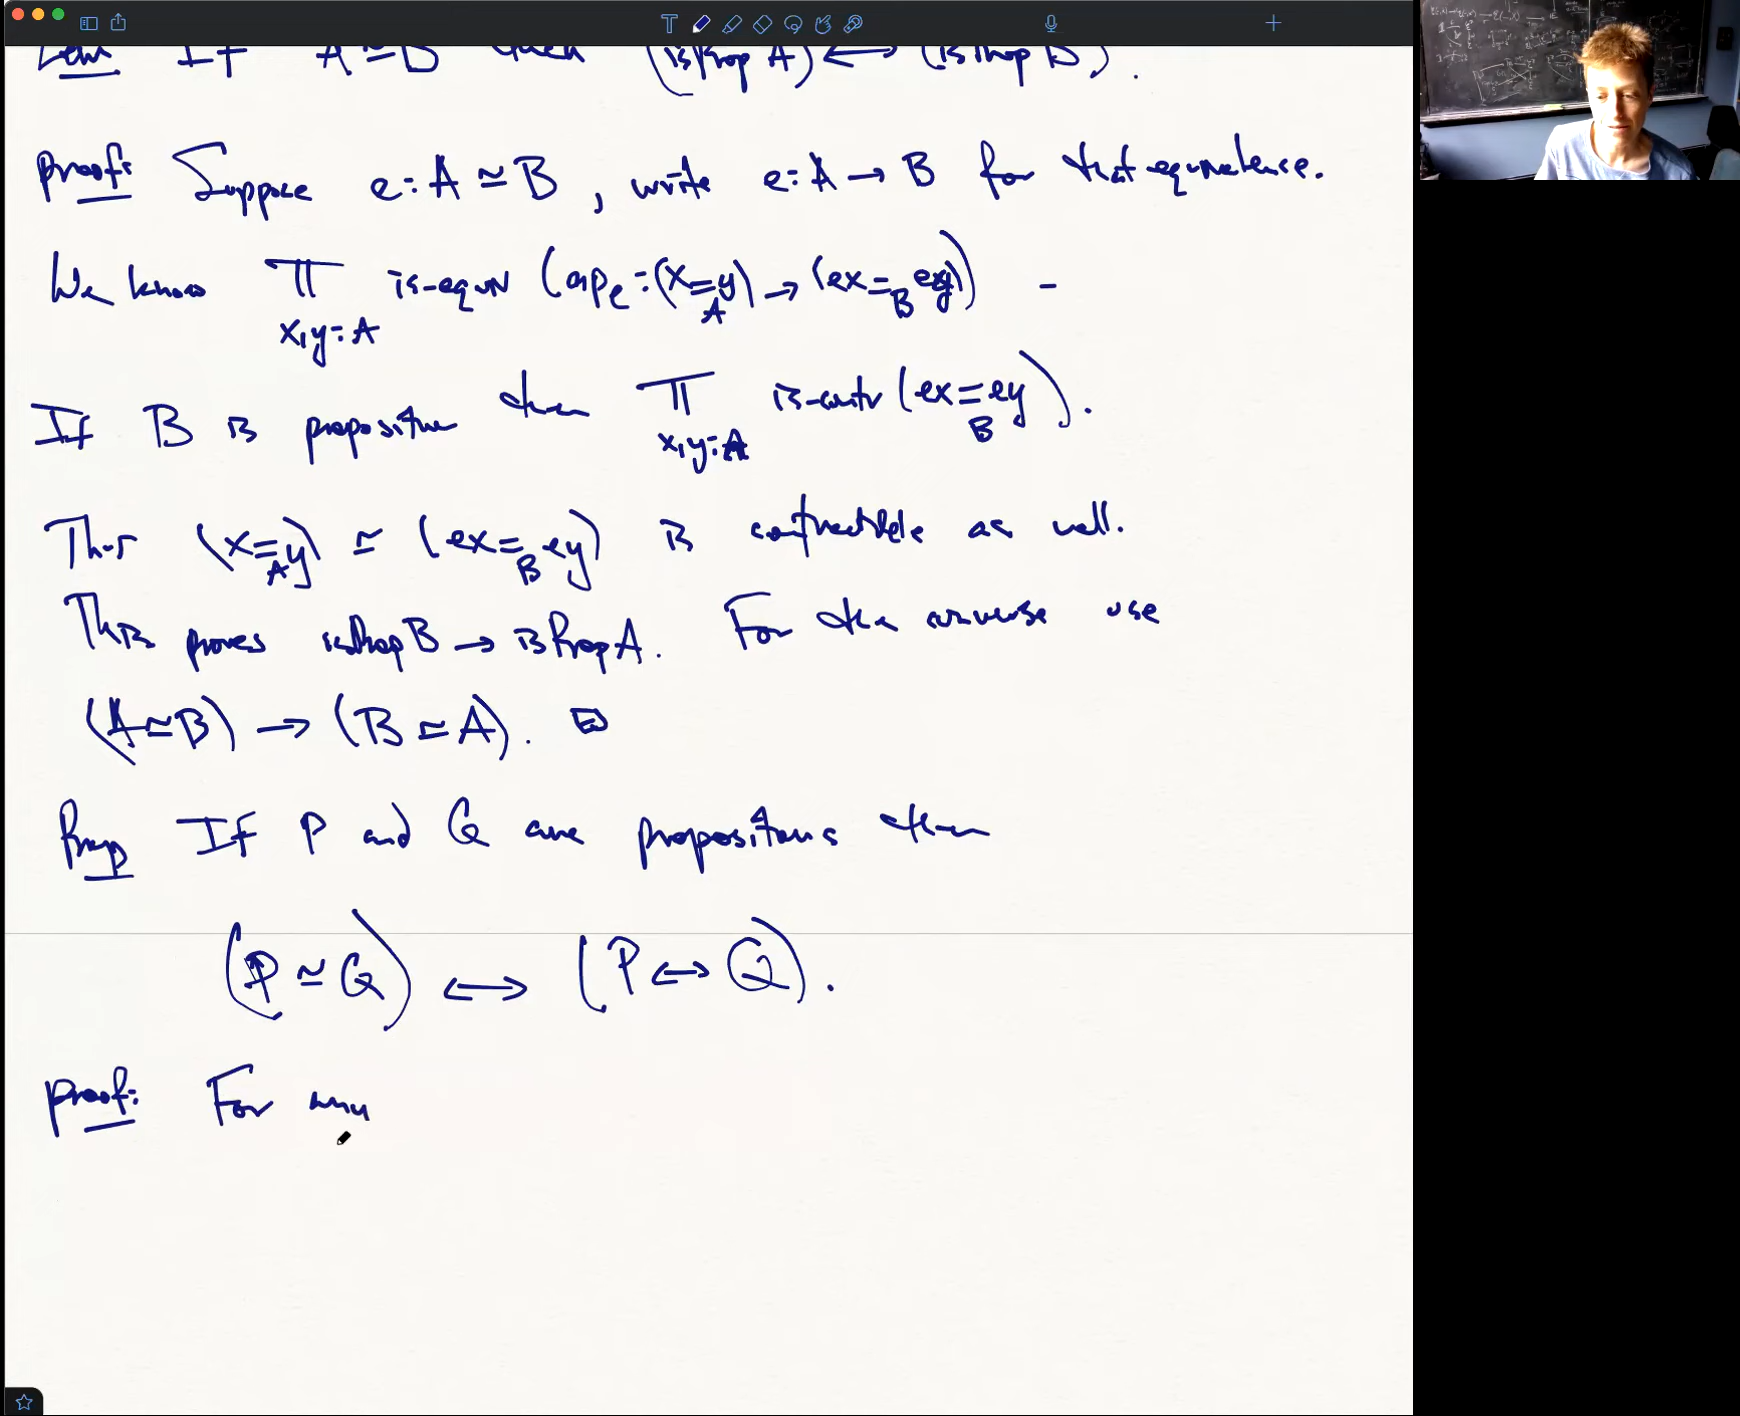 Lem If A ≃ B then (isProp A) ↔ (isProp B).
Proof: Suppose e : A ≃ B, write e : A → B for that equivalence.
We know Π is-equiv (ap_e : (x =_A y) → (ex =_B ey)) -
x,y : A
If B is proposition then Π is-contr (ex =_B ey).
x,y : A
Thus (x =_A y) ≃ (ex =_B ey) is contractible as well.
This proves isProp B → isProp A. For the converse use
(A ≃ B) → (B ≃ A). □
Prop If P and Q are propositions then
(P ≃ Q) ↔ (P ↔ Q).
Proof: For any